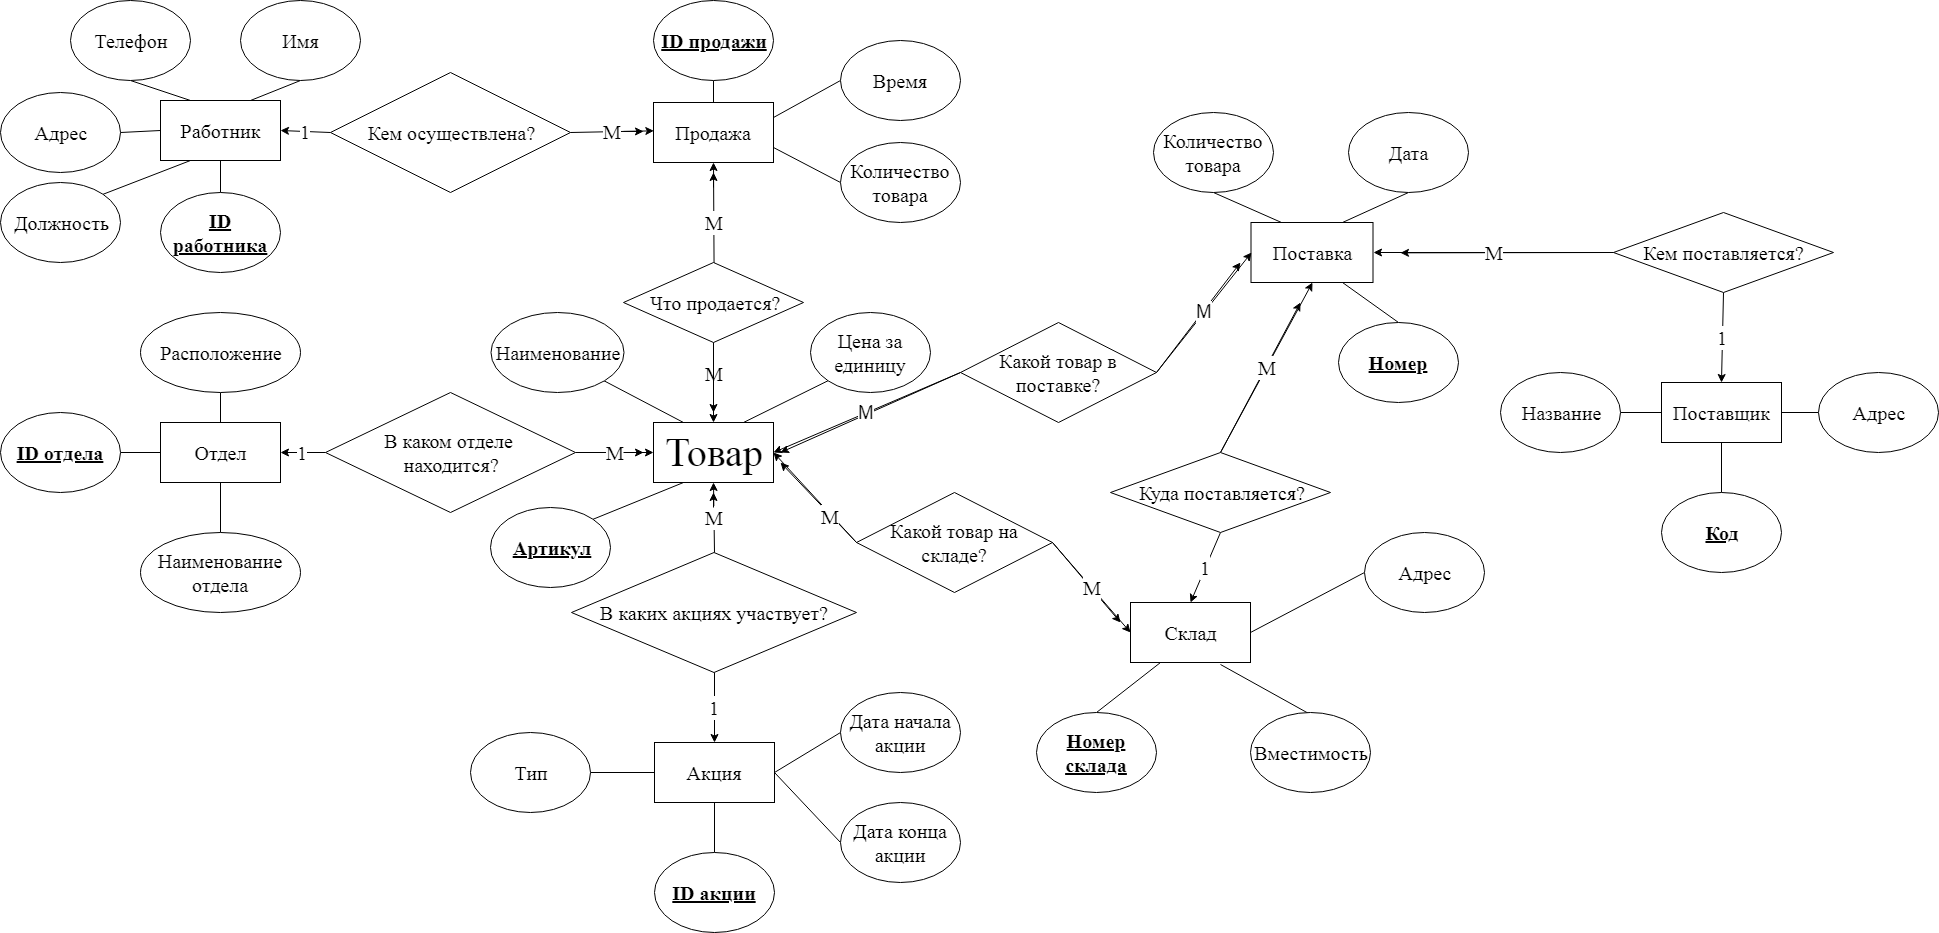 Телефон
Имя
ID продажи
Время
Адрес
Работник
1
Кем осуществлена?
М
Продажа
Количество
товара
Должность
ID
работника
М
Что продается?
М
Количество
товара
Дата
Поставка
М
Кем поставляется?
Номер
1
Название
Поставщик
Адрес
Код
Расположение
ID отдела
Отдел
1
В каком отделе
находится?
М
Наименование
отдела
Наименование
Цена за
единицу
Товар
Артикул
М
Какой товар в
поставке?
М
М
Куда поставляется?
1
М
Какой товар на
складе?
М
Склад
Адрес
Номер
склада
Вместимость
М
В каких акциях участвует?
1
Тип
Акция
Дата начала
акции
Дата конца
акции
ID акции